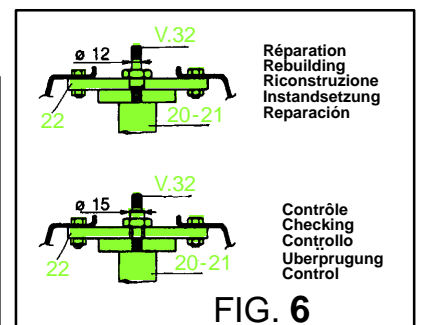 V.32
ø 12
22
20-21
Réparation
Rebuilding
Riconstruzione
Instandsetzung
Reparación
V.32
ø 15
22
20-21
Contrôle
Checking
Controllo
Uberprugung
Control
FIG. 6